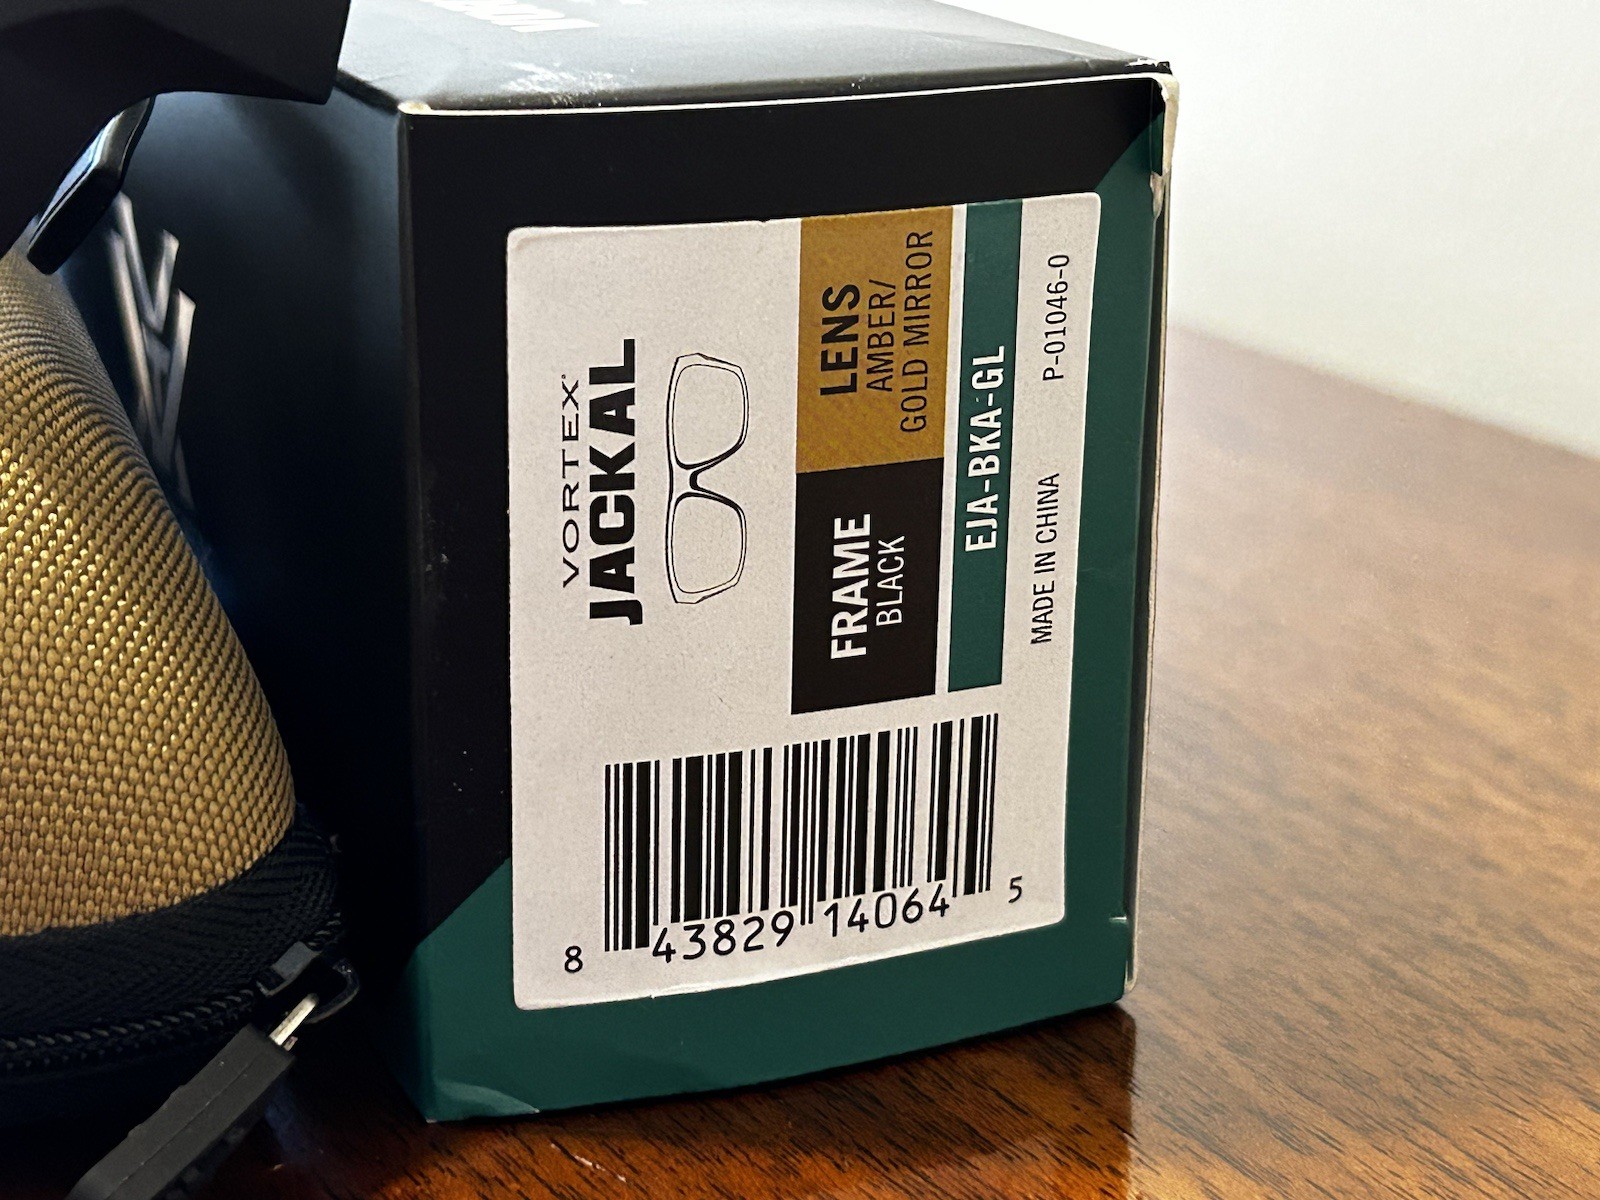 VORTEX®
JACKAL
FRAME
BLACK
LENS
AMBER/
GOLD MIRROR
EJA-BKA-GL
MADE IN CHINA P-01046-0
8 43829 14064 5